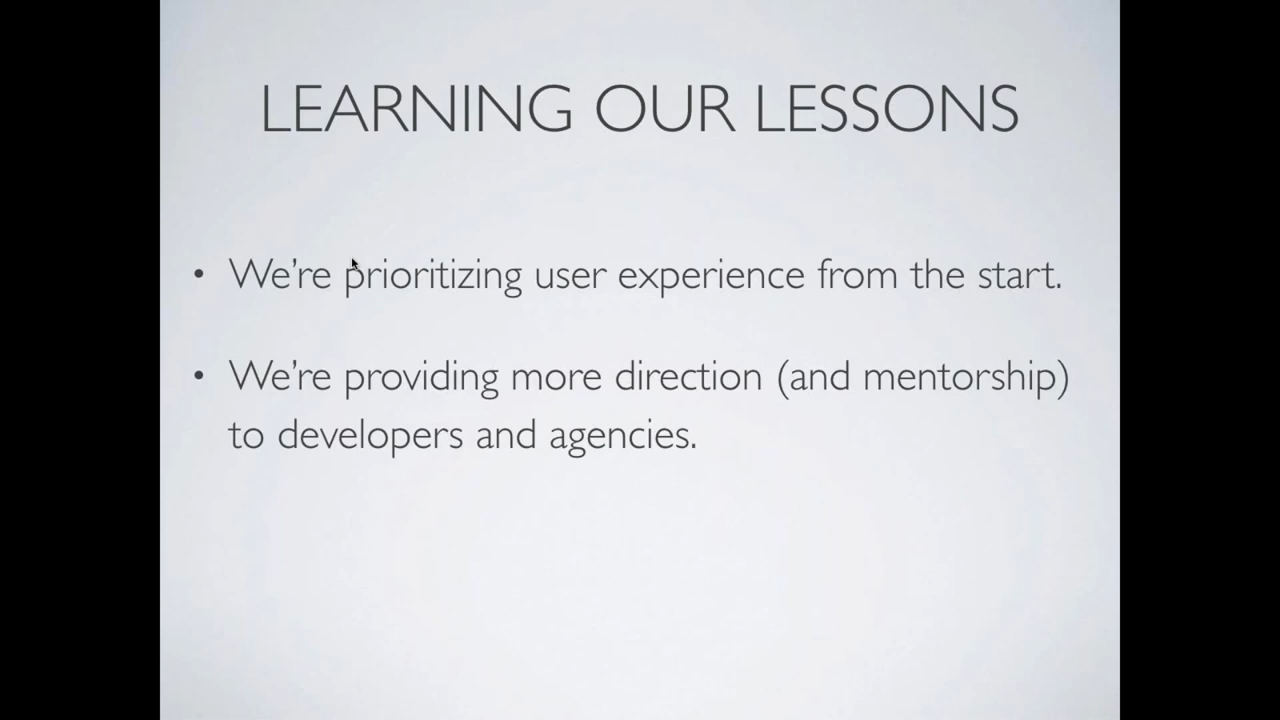 LEARNING OUR LESSONS
• We’re prioritizing user experience from the start.
• We’re providing more direction (and mentorship)
to developers and agencies.